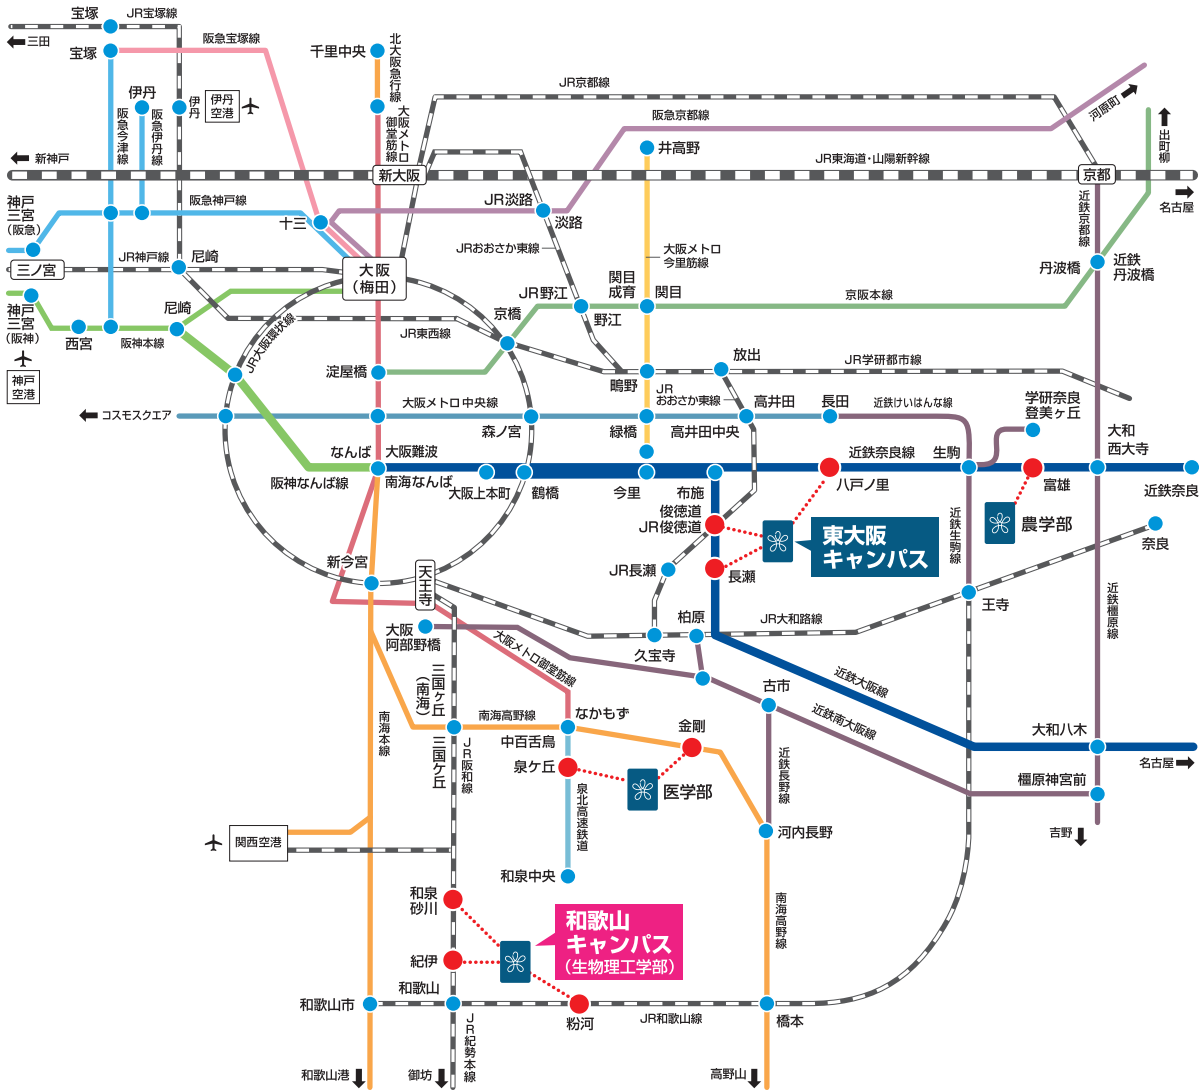 宝塚
JR宝塚線
三田
宝塚
阪急宝塚線
千里中央
北大阪急行線
伊丹
伊丹
伊丹
空港
阪急今津線
阪急伊丹線
大阪メトロ
御堂筋線
JR京都線
阪急京都線
河原町
出町柳
井高野
新神戸
新大阪
JR東海道・山陽新幹線
京都
名古屋
神戸
三宮
(阪急)
阪急神戸線
十三
JR淡路
淡路
近鉄京都線
JRおおさか東線
大阪メトロ
今里筋線
三ノ宮
JR神戸線
尼崎
大阪
(梅田)
丹波橋
近鉄
丹波橋
神戸
三宮
(阪神)
尼崎
関目
成育
関目
京阪本線
JR野江
野江
京橋
西宮
阪神本線
JR大阪環状線
JR東西線
神戸
空港
淀屋橋
鴫野
放出
JR学研都市線
JR
おおさか東線
コスモスクエア
大阪メトロ中央線
森ノ宮
緑橋
高井田
高井田中央
長田
近鉄けいはんな線
学研奈良
登美ヶ丘
なんば
大阪難波
阪神なんば線
南海なんば
大阪上本町
鶴橋
今里
布施
近鉄奈良線
八戸ノ里
生駒
富雄
大和
西大寺
近鉄奈良
俊徳道
JR俊徳道
東大阪
キャンパス
農学部
奈良
近鉄生駒線
新今宮
天王寺
JR長瀬
長瀬
王寺
近鉄橿原線
大阪
阿部野橋
久宝寺
柏原
JR大和路線
大阪メトロ御堂筋線
三国ヶ丘
(南海)
近鉄大阪線
古市
近鉄南大阪線
南海本線
南海高野線
なかもず
中百舌鳥
三国ケ丘
JR阪和線
金剛
大和八木
名古屋
泉ケ丘
医学部
近鉄長野線
橿原神宮前
泉北高速鉄道
関西空港
河内長野
吉野
和泉中央
和泉
砂川
南海高野線
和歌山
キャンパス
(生物理工学部)
紀伊
和歌山
和歌山市
粉河
JR和歌山線
橋本
JR紀勢本線
和歌山港
御坊
高野山